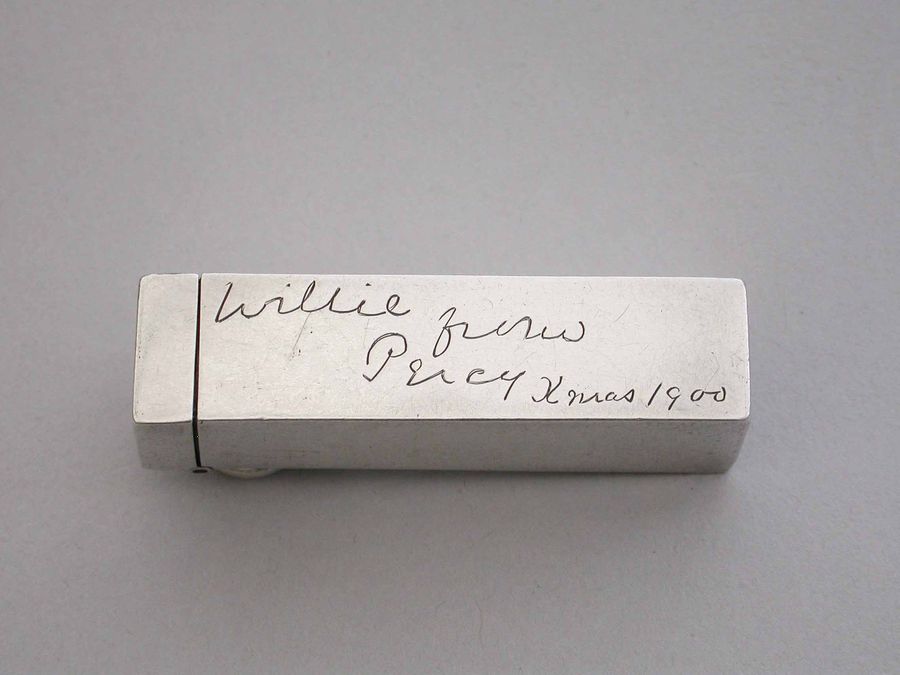 Willie from
Percy Xmas 1900